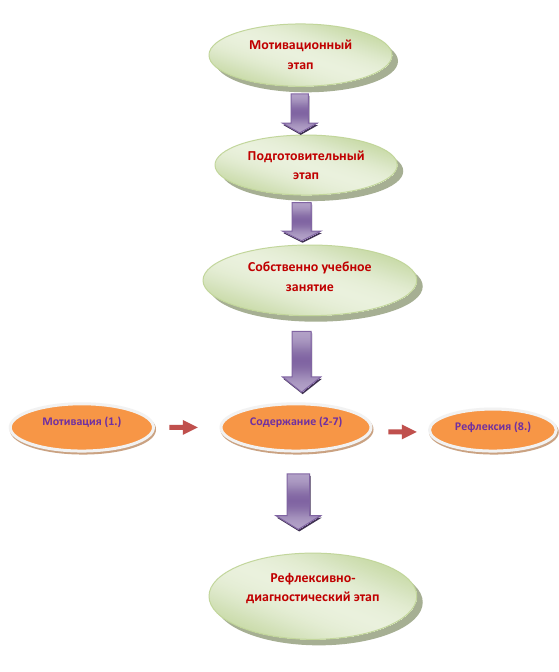 Мотивационный
этап
Подготовительный
этап
Собственно учебное
занятие
Мотивация (1.)
Содержание (2-7)
Рефлексия (8.)
Рефлексивно-
диагностический этап